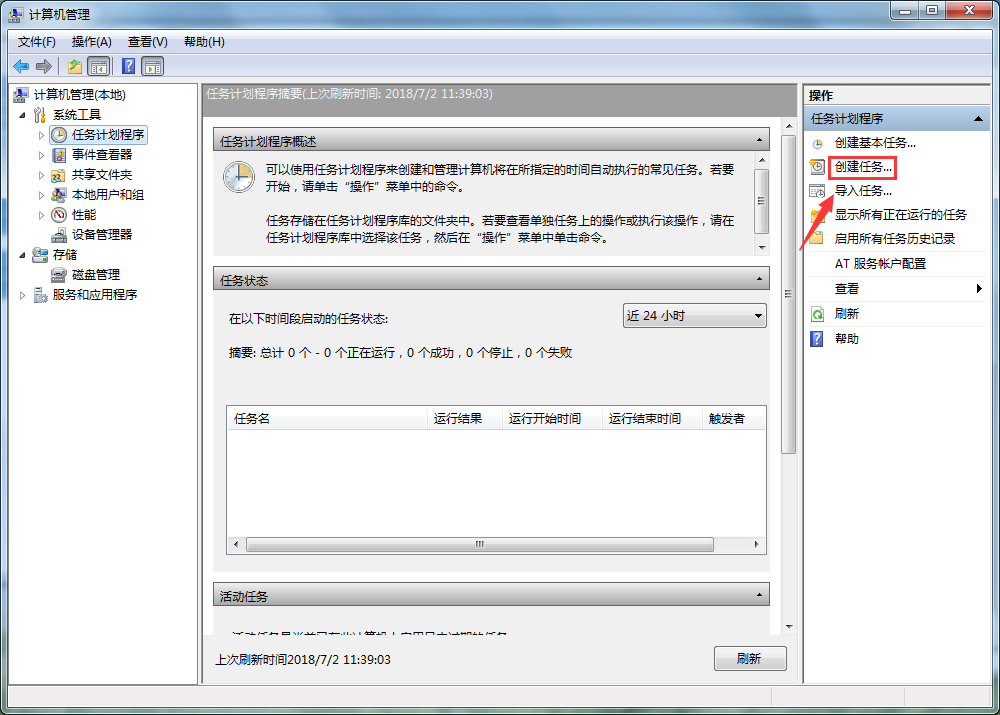 计算机管理
文件(F) 操作(A) 查看(V) 帮助(H)
计算机管理(本地)
系统工具
任务计划程序
事件查看器
共享文件夹
本地用户和组
性能
设备管理器
存储
磁盘管理
服务和应用程序
任务计划程序摘要(上次刷新时间: 2018/7/2 11:39:03)
任务计划程序概述
可以使用任务计划程序来创建和管理计算机将在所指定的时间自动执行的常见任务。若要
开始，请单击“操作”菜单中的命令。
任务存储在任务计划程序库的文件夹中。若要查看单独任务上的操作或执行该操作，请在
任务计划程序库中选择该任务，然后在“操作”菜单中单击命令。
任务状态
在以下时间段启动的任务状态:
近 24 小时
摘要: 总计 0 个 - 0 个正在运行，0 个成功，0 个停止，0 个失败
任务名 运行结果 运行开始时间 运行结束时间 触发者
活动任务
上次刷新时间2018/7/2 11:39:03
刷新
操作
任务计划程序
创建基本任务...
创建任务...
导入任务...
显示所有正在运行的任务
启用所有任务历史记录
AT 服务帐户配置
查看
刷新
帮助